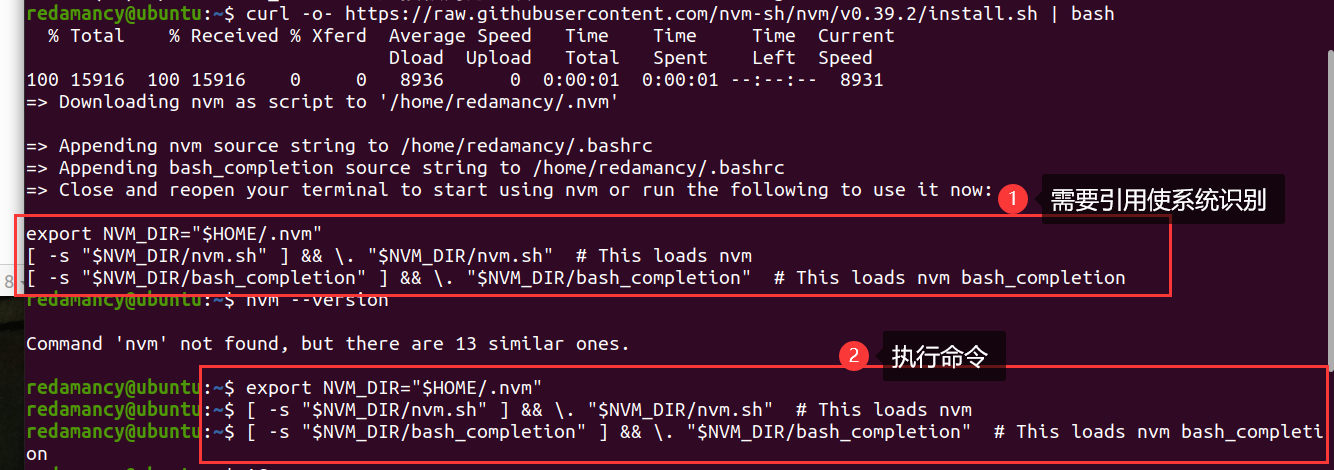 redamancy@ubuntu:~$ curl -o- https://raw.githubusercontent.com/nvm-sh/nvm/v0.39.2/install.sh | bash
  % Total    % Received % Xferd  Average Speed   Time    Time     Time  Current
                                 Dload  Upload   Total   Spent    Left  Speed
100 15916  100 15916    0     0   8936      0  0:00:01  0:00:01 --:--:--  8931
=> Downloading nvm as script to '/home/redamancy/.nvm'
=> Appending nvm source string to /home/redamancy/.bashrc
=> Appending bash_completion source string to /home/redamancy/.bashrc
=> Close and reopen your terminal to start using nvm or run the following to use it now:
1 需要引用使系统识别
export NVM_DIR="$HOME/.nvm"
[ -s "$NVM_DIR/nvm.sh" ] && \. "$NVM_DIR/nvm.sh"  # This loads nvm
[ -s "$NVM_DIR/bash_completion" ] && \. "$NVM_DIR/bash_completion"  # This loads nvm bash_completion
8
redamancy@ubuntu:~$ nvm --version
Command 'nvm' not found, but there are 13 similar ones.
2 执行命令
redamancy@ubuntu:~$ export NVM_DIR="$HOME/.nvm"
redamancy@ubuntu:~$ [ -s "$NVM_DIR/nvm.sh" ] && \. "$NVM_DIR/nvm.sh"  # This loads nvm
redamancy@ubuntu:~$ [ -s "$NVM_DIR/bash_completion" ] && \. "$NVM_DIR/bash_completion"  # This loads nvm bash_completi
on